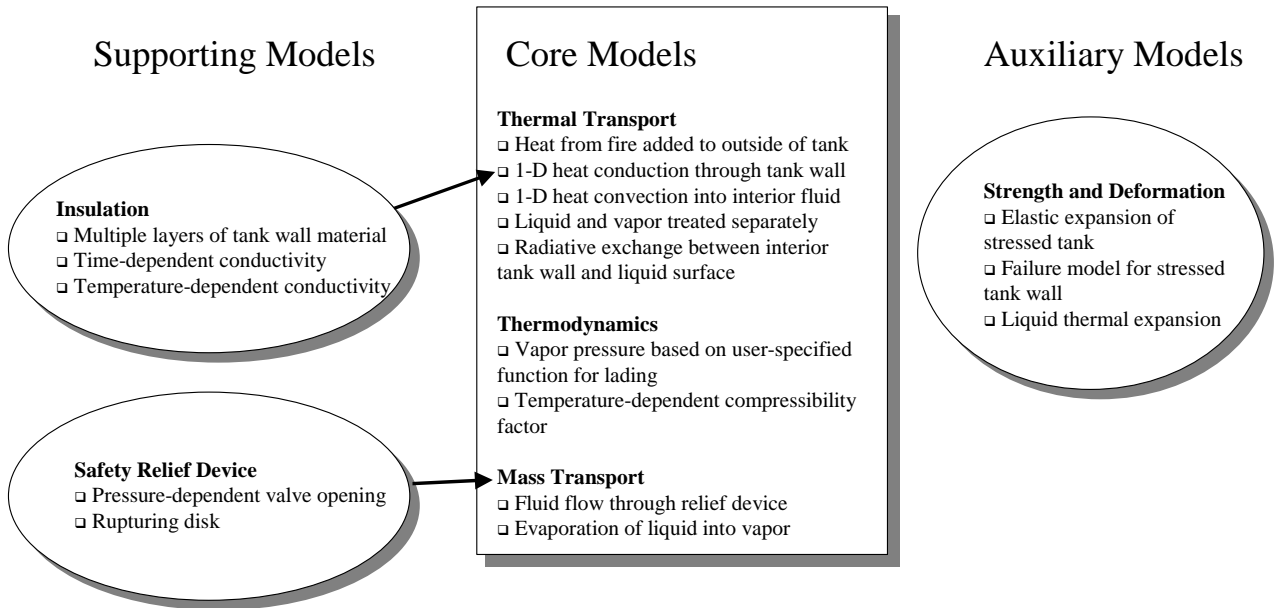 Supporting Models
Insulation
❑ Multiple layers of tank wall material
❑ Time-dependent conductivity
❑ Temperature-dependent conductivity
Safety Relief Device
❑ Pressure-dependent valve opening
❑ Rupturing disk
Core Models
Thermal Transport
❑ Heat from fire added to outside of tank
❑ 1-D heat conduction through tank wall
❑ 1-D heat convection into interior fluid
❑ Liquid and vapor treated separately
❑ Radiative exchange between interior
tank wall and liquid surface
Thermodynamics
❑ Vapor pressure based on user-specified
function for lading
❑ Temperature-dependent compressibility
factor
Mass Transport
❑ Fluid flow through relief device
❑ Evaporation of liquid into vapor
Auxiliary Models
Strength and Deformation
❑ Elastic expansion of
stressed tank
❑ Failure model for stressed
tank wall
❑ Liquid thermal expansion